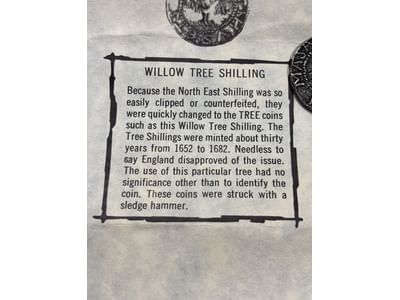 WILLOW TREE SHILLING
Because the North East Shilling was so
easily clipped or counterfeited, they
were quickly changed to the TREE coins
such as this Willow Tree Shilling. The
Tree Shillings were minted about thirty
years from 1652 to 1682. Needless to
say England disapproved of the issue.
The use of this particular tree had no
significance other than to identify the
coin. These coins were struck with a
sledge hammer.